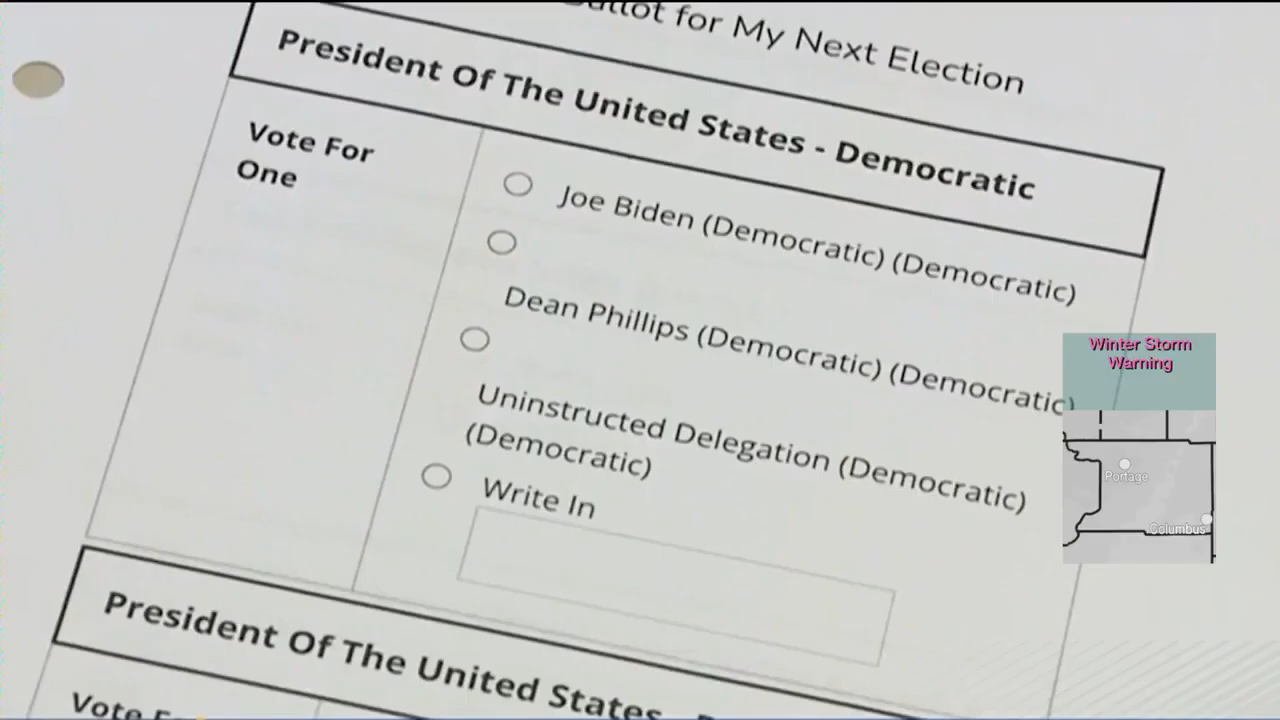 for My Next Election
President Of The United States - Democratic
Vote For
One
Joe Biden (Democratic) (Democratic)
Dean Phillips (Democratic) (Democratic)
Uninstructed Delegation (Democratic)
(Democratic)
Write In
President Of The United States -
Vote
Winter Storm
Warning
Portage
Columbus